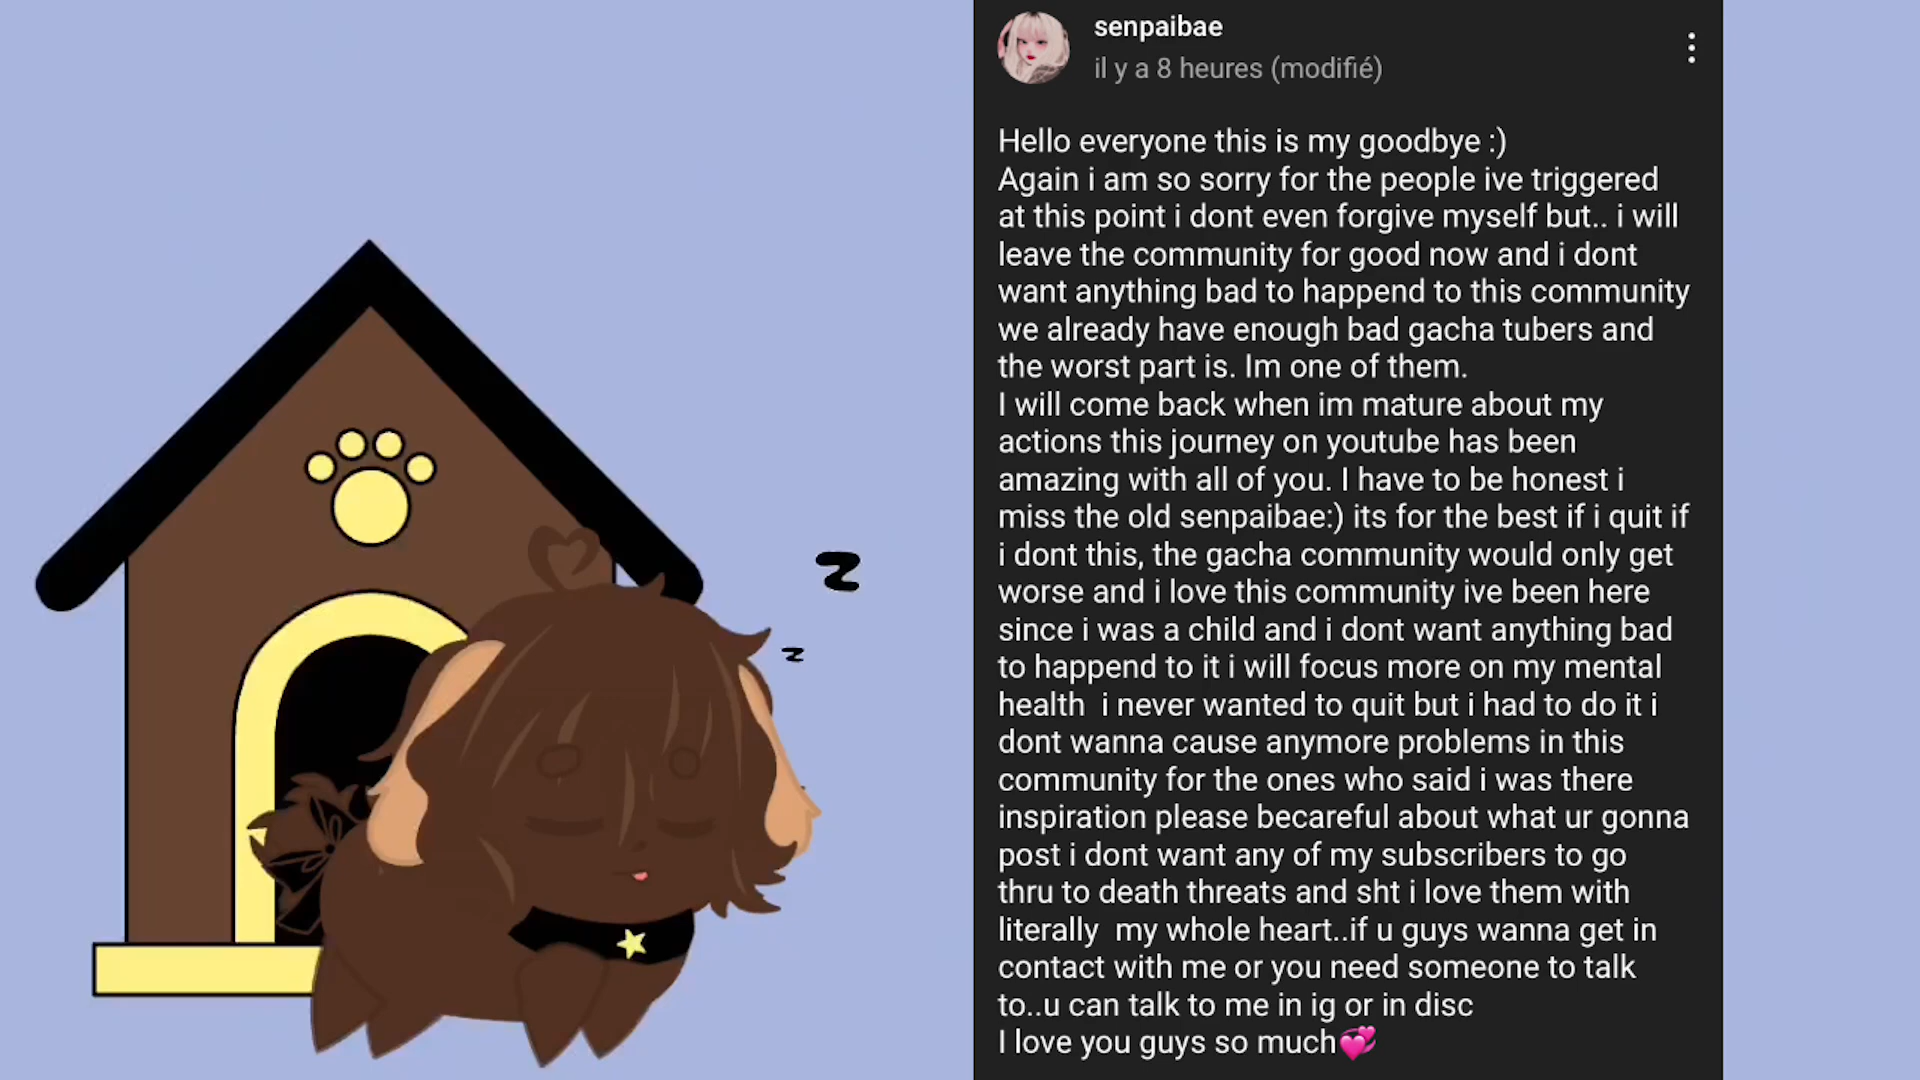 senpaibae
il y a 8 heures (modifié)
Hello everyone this is my goodbye :)
Again i am so sorry for the people ive triggered
at this point i dont even forgive myself but.. i will
leave the community for good now and i dont
want anything bad to happend to this community
we already have enough bad gacha tubers and
the worst part is. Im one of them.
I will come back when im mature about my
actions this journey on youtube has been
amazing with all of you. I have to be honest i
miss the old senpaibae:) its for the best if i quit if
i dont this, the gacha community would only get
worse and i love this community ive been here
since i was a child and i dont want anything bad
to happend to it i will focus more on my mental
health  i never wanted to quit but i had to do it i
dont wanna cause anymore problems in this
community for the ones who said i was there
inspiration please becareful about what ur gonna
post i dont want any of my subscribers to go
thru to death threats and sht i love them with
literally  my whole heart..if u guys wanna get in
contact with me or you need someone to talk
to..u can talk to me in ig or in disc
I love you guys so much💞
z
z